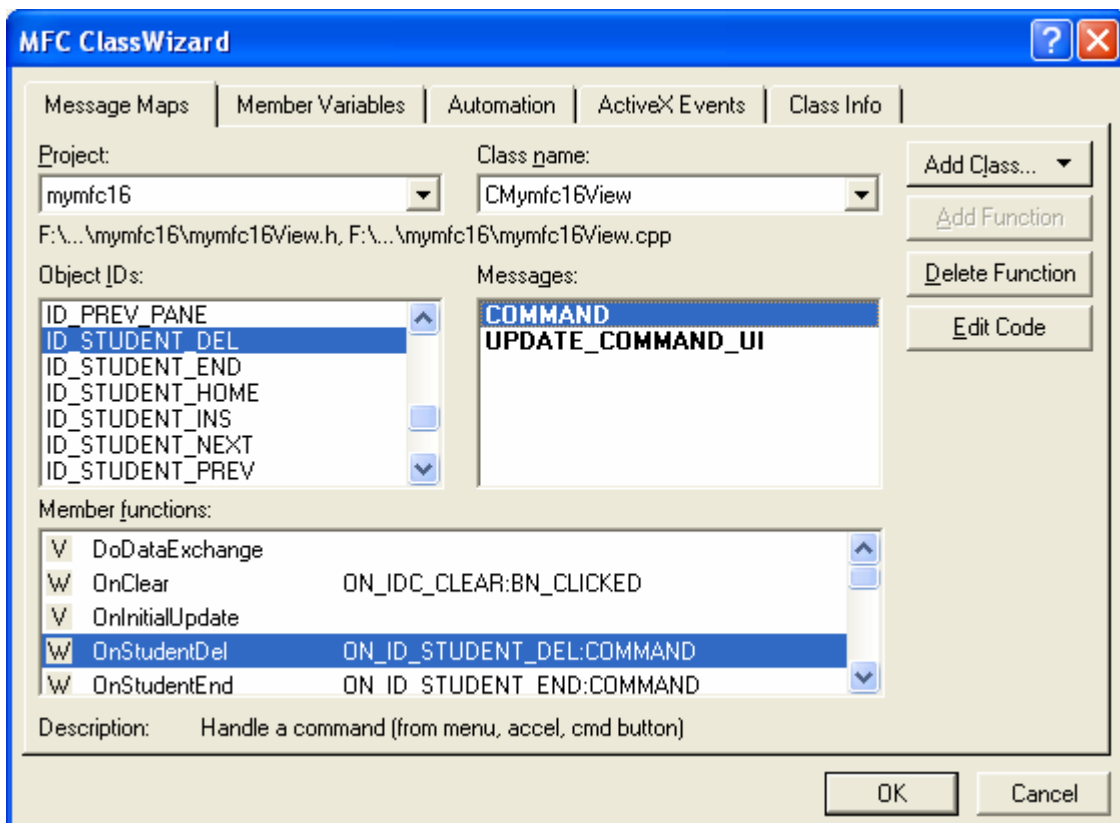 MFC ClassWizard
Message Maps Member Variables Automation ActiveX Events Class Info
Project: Class name:
mymfc16 CMymfc16View
Add Class...
Add Function
F:\...\mymfc16\mymfc16View.h, F:\...\mymfc16\mymfc16View.cpp
Object IDs: Messages:
Delete Function
Edit Code
ID_PREV_PANE
ID_STUDENT_DEL
ID_STUDENT_END
ID_STUDENT_HOME
ID_STUDENT_INS
ID_STUDENT_NEXT
ID_STUDENT_PREV
COMMAND
UPDATE_COMMAND_UI
Member functions:
V DoDataExchange
W OnClear ON_IDC_CLEAR:BN_CLICKED
V OnInitialUpdate
W OnStudentDel ON_ID_STUDENT_DEL:COMMAND
W OnStudentEnd ON_ID_STUDENT_END:COMMAND
Description: Handle a command (from menu, accel, cmd button)
OK Cancel